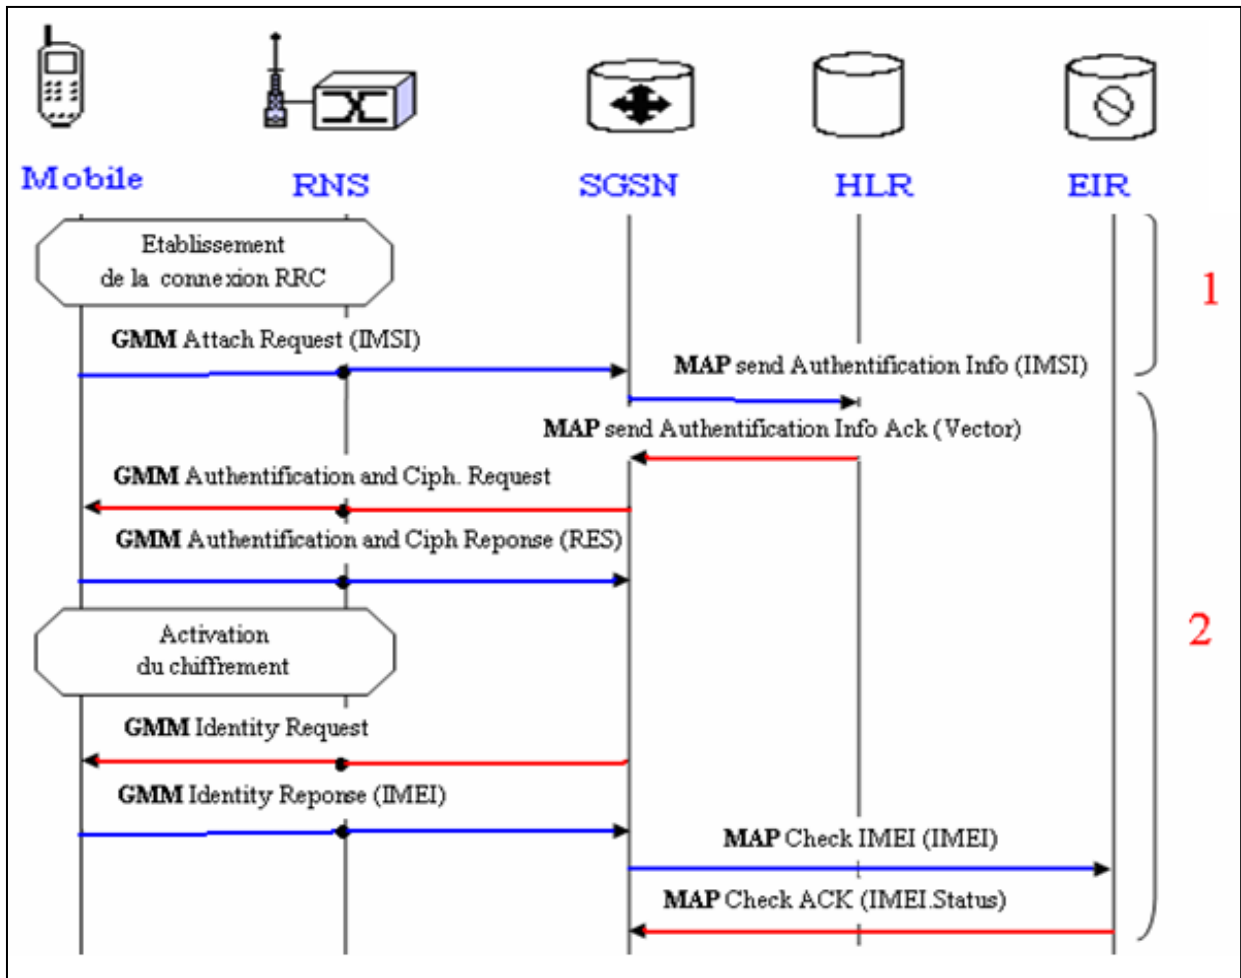 Mobile
RNS
SGSN
HLR
EIR
Etablissement
de la connexion RRC
1
GMM Attach Request (IMSI)
MAP send Authentification Info (IMSI)
MAP send Authentification Info Ack (Vector)
GMM Authentification and Ciph. Request
GMM Authentification and Ciph Reponse (RES)
2
Activation
du chiffrement
GMM Identity Request
GMM Identity Reponse (IMEI)
MAP Check IMEI (IMEI)
MAP Check ACK (IMEI.Status)